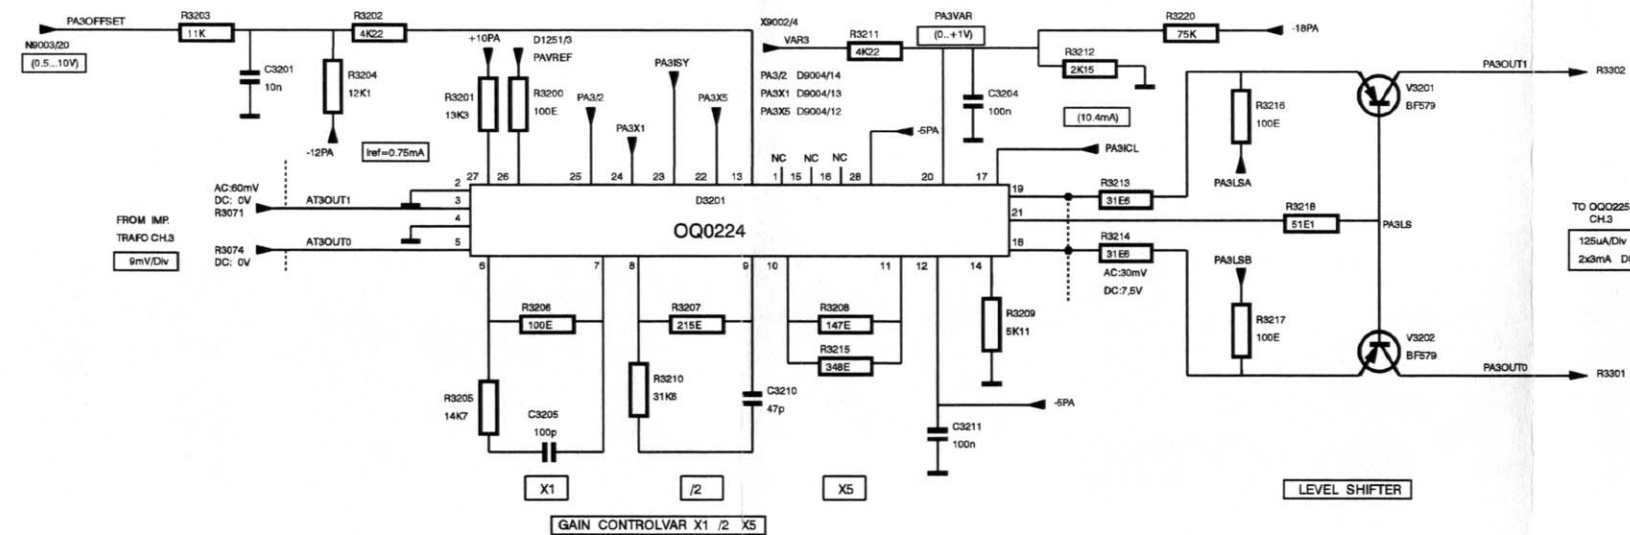 PA3OFFSET
N9003/20
(0.5...10V)
R3203
11K
R3202
4K22
C3201
10n
R3204
12K1
-12PA
Iref=0.75mA
+10PA
D1251/3
PAVREF
R3201
13K3
R3200
100E
PA3/2
PA3X1
PA3ISY
PA3X5
X9002/4
VAR3
R3211
4K22
PA3VAR
(0..+1V)
PA3/2 D9004/14
PA3X1 D9004/13
PA3X5 D9004/12
C3204
100n
R3212
2K15
R3220
75K
-18PA
(10.4mA)
-5PA
PA3ICL
NC
NC
NC
27
26
25
24
23
22
13
1
15
16
28
20
17
2
3
4
5
D3201
OQ0224
19
21
18
6
7
8
9
10
11
12
14
FROM IMP.
TRAFO CH.3
9mV/Div
AC:60mV
DC: 0V
R3071
AT3OUT1
R3074
DC: 0V
AT3OUT0
R3206
100E
R3205
14K7
C3205
100p
R3207
215E
R3210
31K6
C3210
47p
R3208
147E
R3215
348E
R3209
5K11
-5PA
C3211
100n
R3213
31E6
R3214
31E6
AC:30mV
DC:7,5V
R3216
100E
PA3LSA
R3218
51E1
PA3LS
PA3LSB
R3217
100E
V3201
BF579
V3202
BF579
PA3OUT1
R3302
PA3OUT0
R3301
TO OQ0225
CH.3
125uA/Div
2x3mA
X1
/2
X5
GAIN CONTROLVAR X1 /2 X5
LEVEL SHIFTER